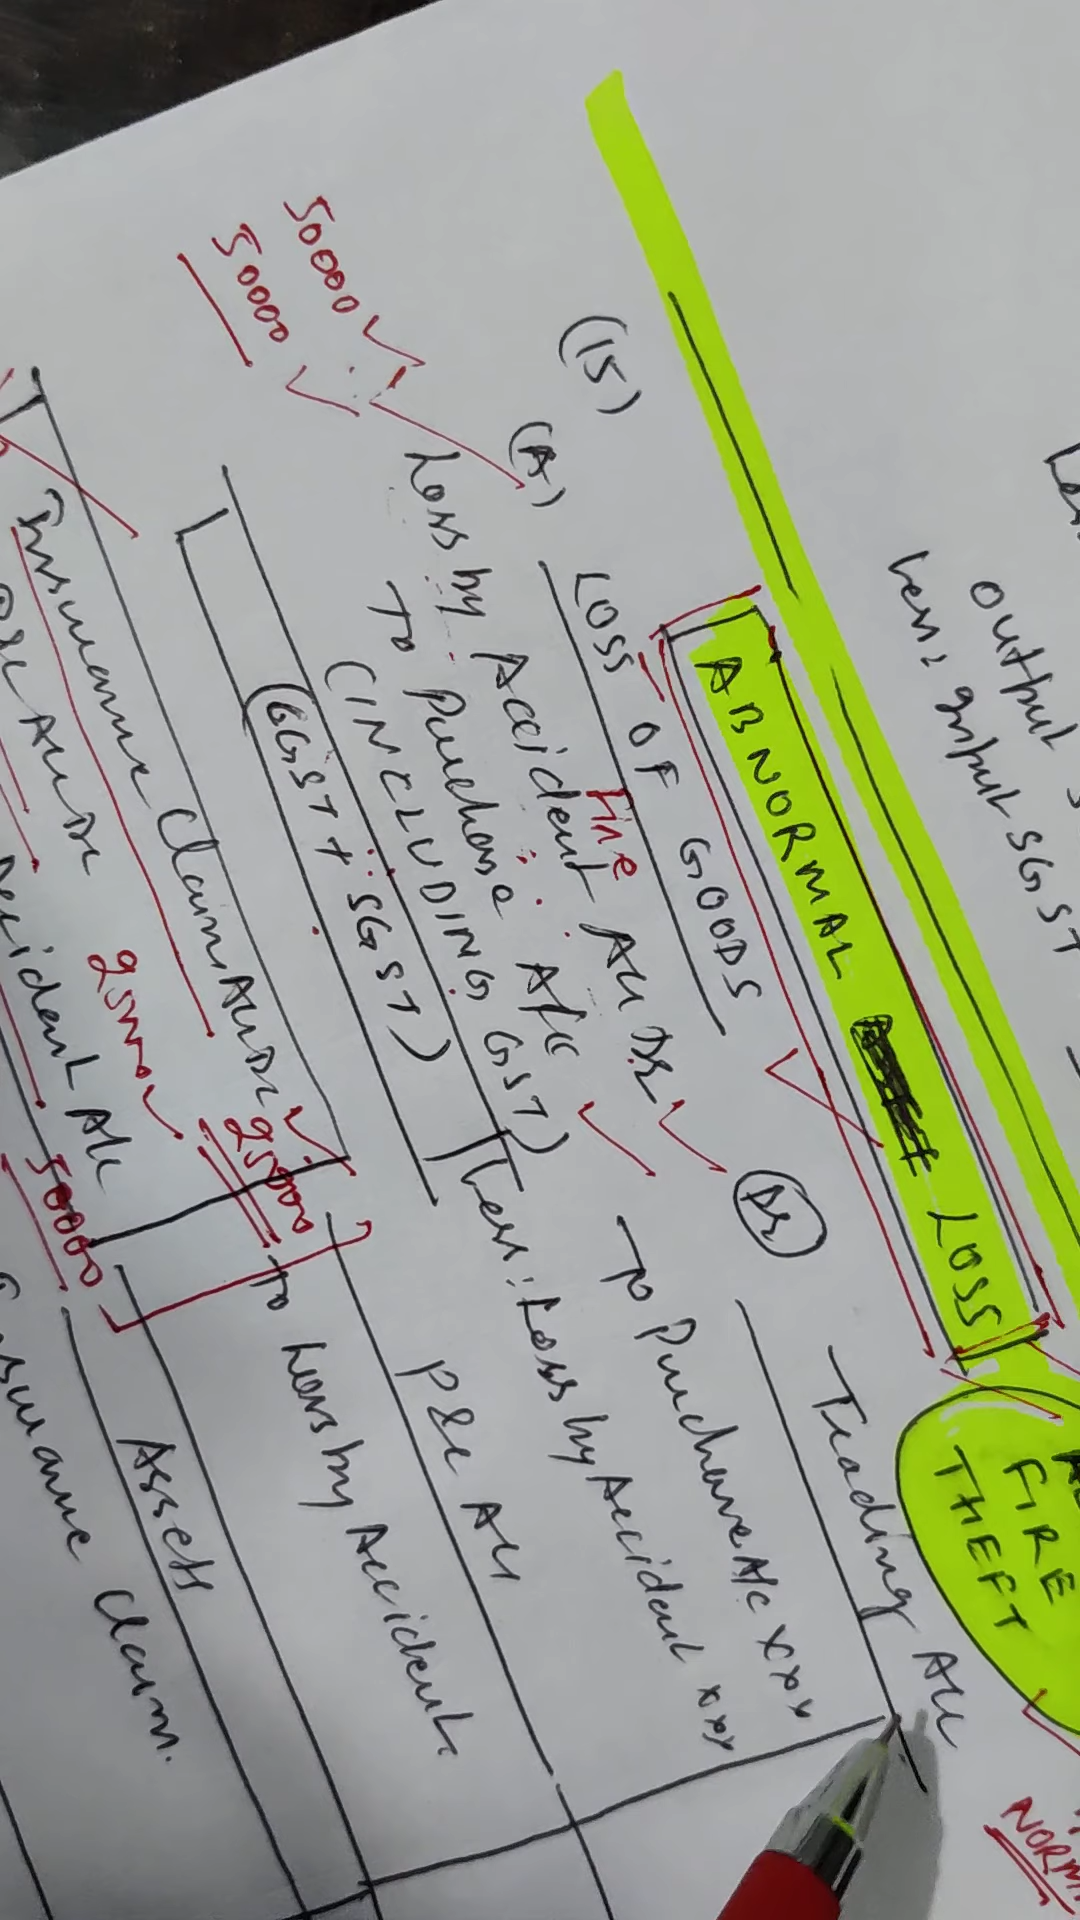 output
Less: Input SGST
ABNORMAL LOSS
FIRE
THEFT
(15)
(A) LOSS OF GOODS
Fire
50000
50000
Loss by Accident A/c Dr
To Purchase A/c
(INCLUDING GST)
(CGST + SGST)
Dr Trading A/c
To Purchase A/c xxx
Less: Loss by Accident xxx
P&L A/c
To Loss by Accident
Insurance Claim A/c Dr 25000
P&L A/c Dr 25000
Accident A/c 50000
Assets
Insurance Claim.